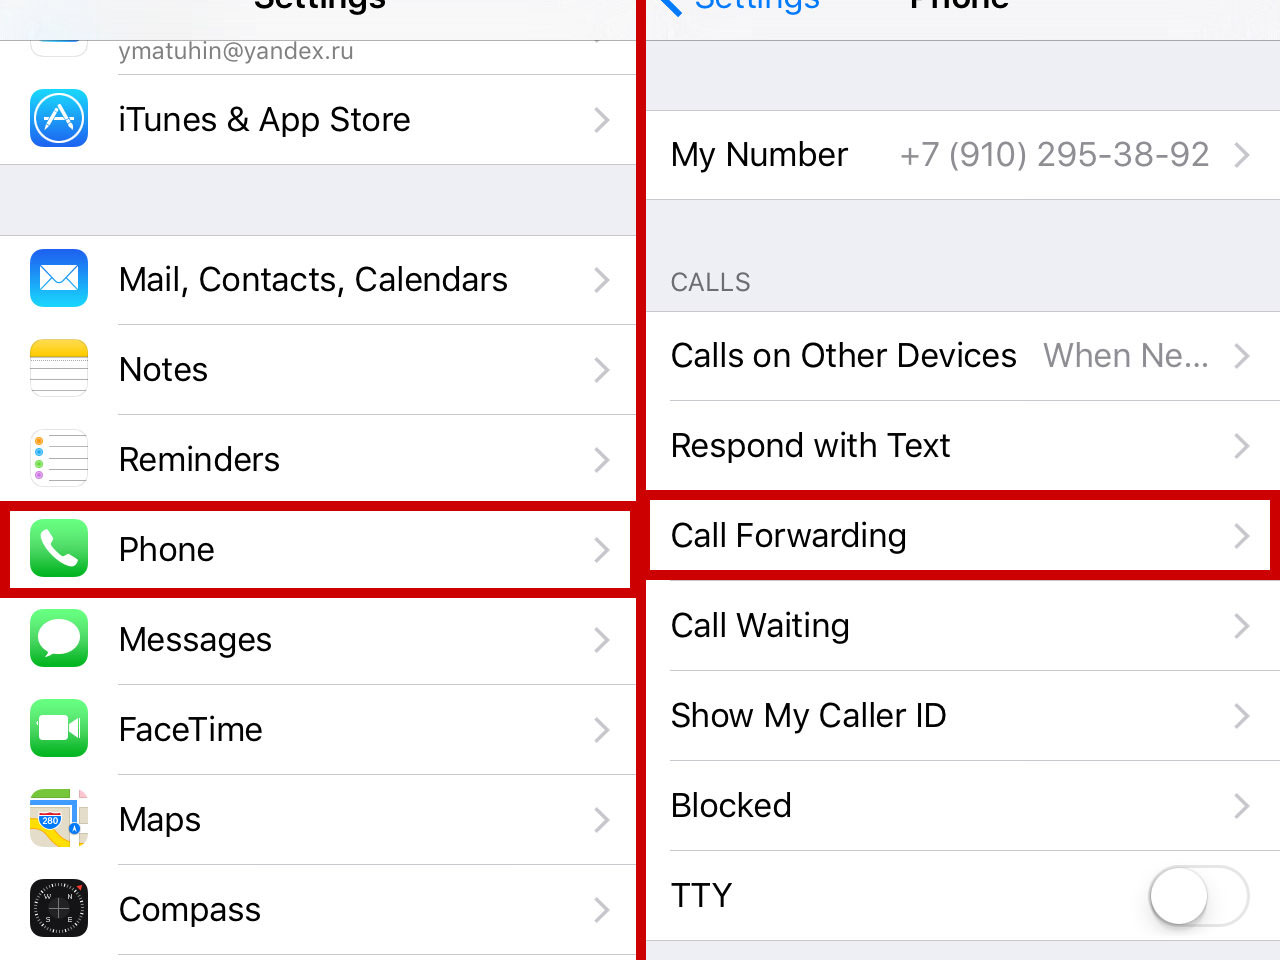 Settings
ymatuhin@yandex.ru
iTunes & App Store
Mail, Contacts, Calendars
Notes
Reminders
Phone
Messages
FaceTime
280
Maps
W N
S E
Compass
Settings Phone
My Number +7 (910) 295-38-92
CALLS
Calls on Other Devices When Ne...
Respond with Text
Call Forwarding
Call Waiting
Show My Caller ID
Blocked
TTY